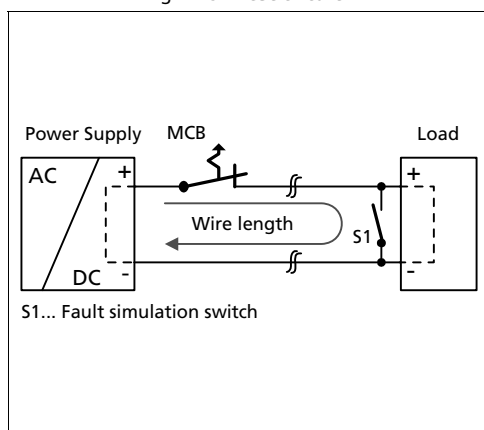 Power Supply MCB Load
AC + +
Wire length
S1
DC - -
S1... Fault simulation switch